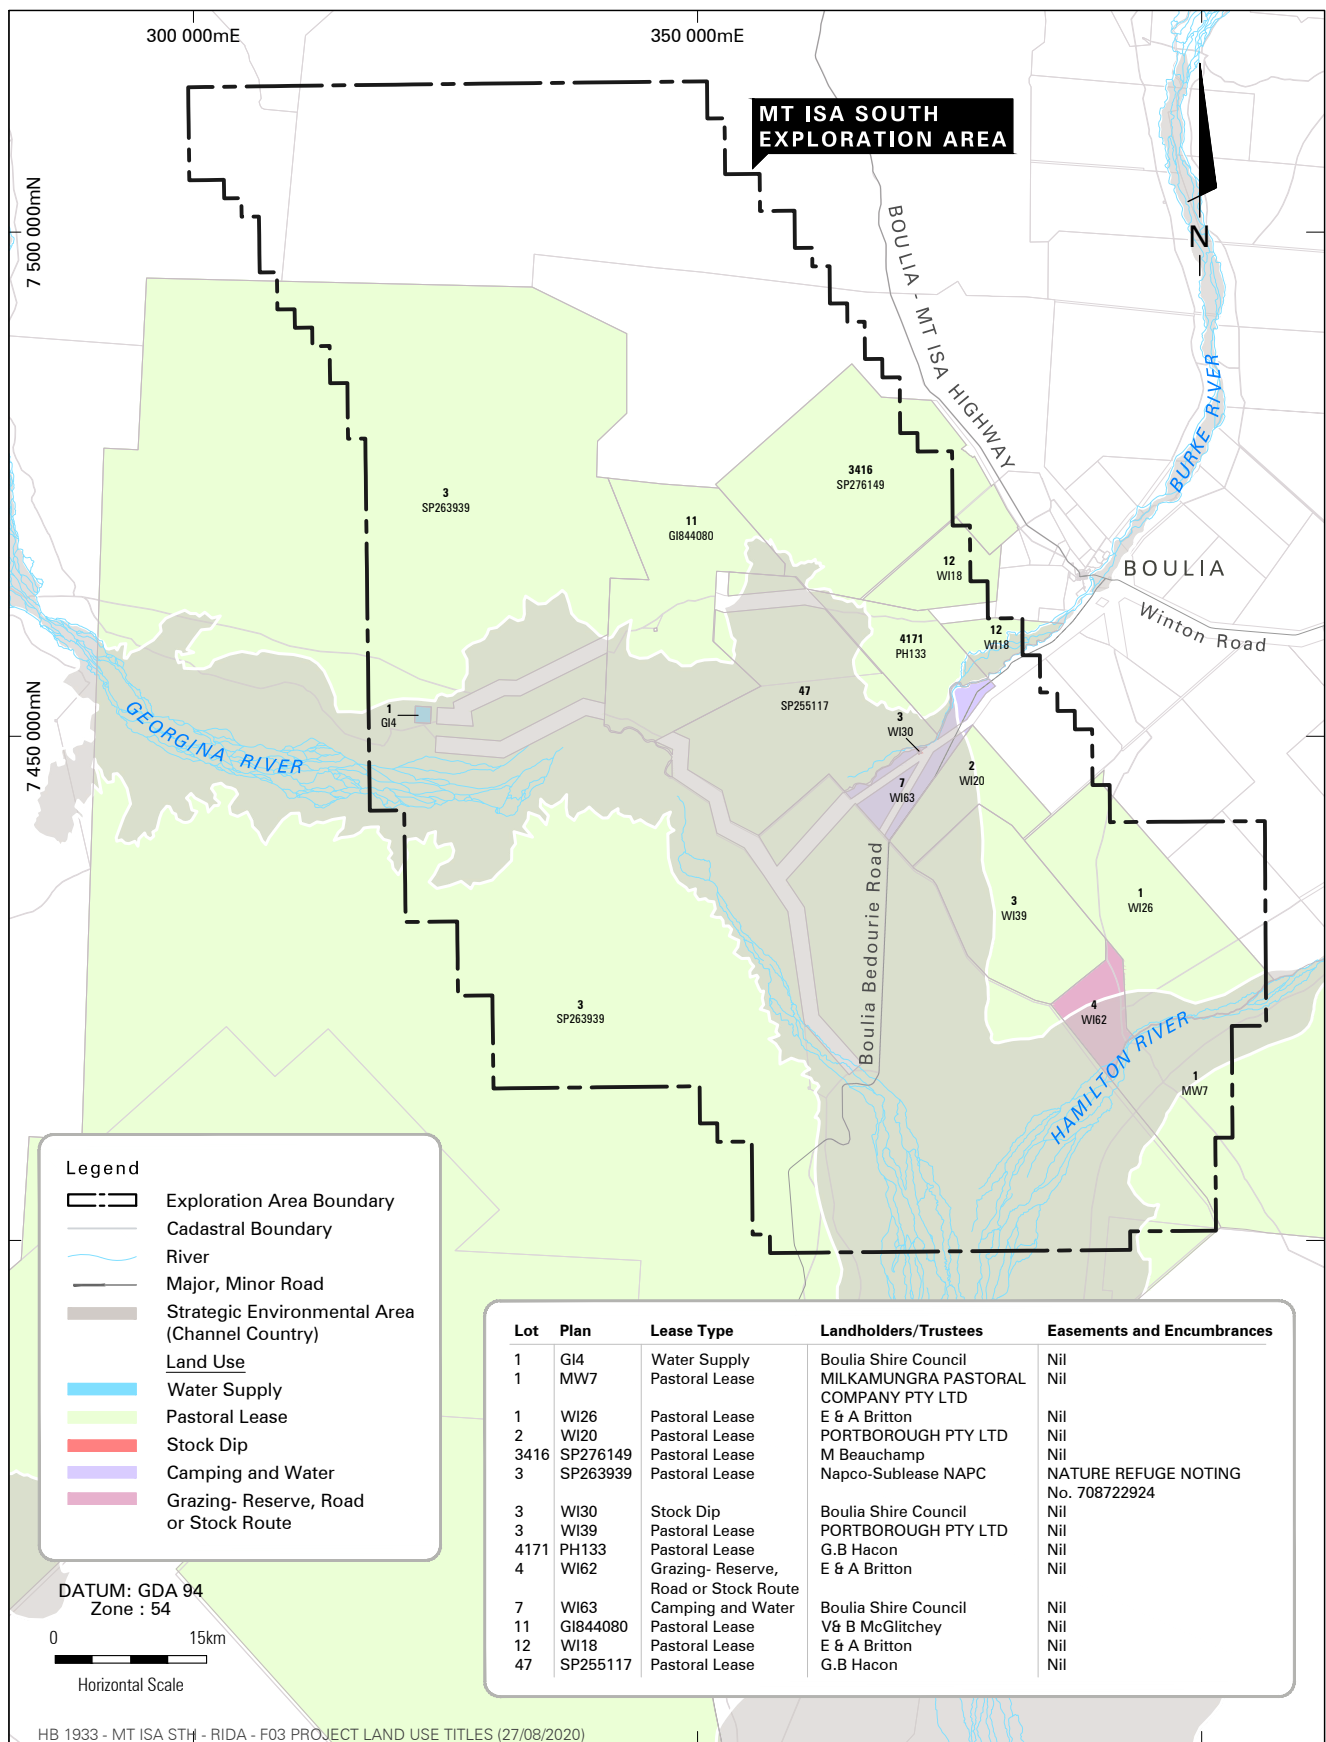 300 000mE
350 000mE
MT ISA SOUTH
EXPLORATION AREA
7 500 000mN
BOULIA - MT ISA HIGHWAY
N
BURKE RIVER
3
SP263939
3416
SP276149
11
GI844080
12
WI18
BOULIA
Winton Road
12
WI18
4171
PH133
47
SP255117
1
GI4
3
WI30
GEORGINA RIVER
7 450 000mN
2
WI20
7
WI63
Boulia Bedourie Road
3
WI39
1
WI26
3
SP263939
4
WI62
HAMILTON RIVER
1
MW7
Legend
Exploration Area Boundary
Cadastral Boundary
River
Major, Minor Road
Strategic Environmental Area
(Channel Country)
Land Use
Water Supply
Pastoral Lease
Stock Dip
Camping and Water
Grazing- Reserve, Road
or Stock Route
Lot Plan Lease Type Landholders/Trustees Easements and Encumbrances
1 GI4 Water Supply Boulia Shire Council Nil
1 MW7 Pastoral Lease MILKAMUNGRA PASTORAL Nil
COMPANY PTY LTD
1 WI26 Pastoral Lease E & A Britton Nil
2 WI20 Pastoral Lease PORTBOROUGH PTY LTD Nil
3416 SP276149 Pastoral Lease M Beauchamp Nil
3 SP263939 Pastoral Lease Napco-Sublease NAPC NATURE REFUGE NOTING
No. 708722924
3 WI30 Stock Dip Boulia Shire Council Nil
3 WI39 Pastoral Lease PORTBOROUGH PTY LTD Nil
4171 PH133 Pastoral Lease G.B Hacon Nil
4 WI62 Grazing- Reserve, E & A Britton Nil
Road or Stock Route
7 WI63 Camping and Water Boulia Shire Council Nil
11 GI844080 Pastoral Lease V& B McGlitchey Nil
12 WI18 Pastoral Lease E & A Britton Nil
47 SP255117 Pastoral Lease G.B Hacon Nil
DATUM: GDA 94
Zone : 54
0 15km
Horizontal Scale
HB 1933 - MT ISA STH - RIDA - F03 PROJECT LAND USE TITLES (27/08/2020)